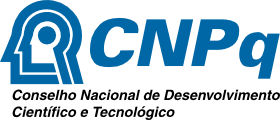 CNPq
Conselho Nacional de Desenvolvimento
Científico e Tecnológico